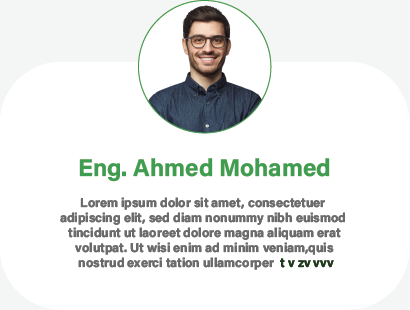 Eng. Ahmed Mohamed
Lorem ipsum dolor sit amet, consectetuer
adipiscing elit, sed diam nonummy nibh euismod
tincidunt ut laoreet dolore magna aliquam erat
volutpat. Ut wisi enim ad minim veniam,quis
nostrud exerci tation ullamcorper t v zv vvv